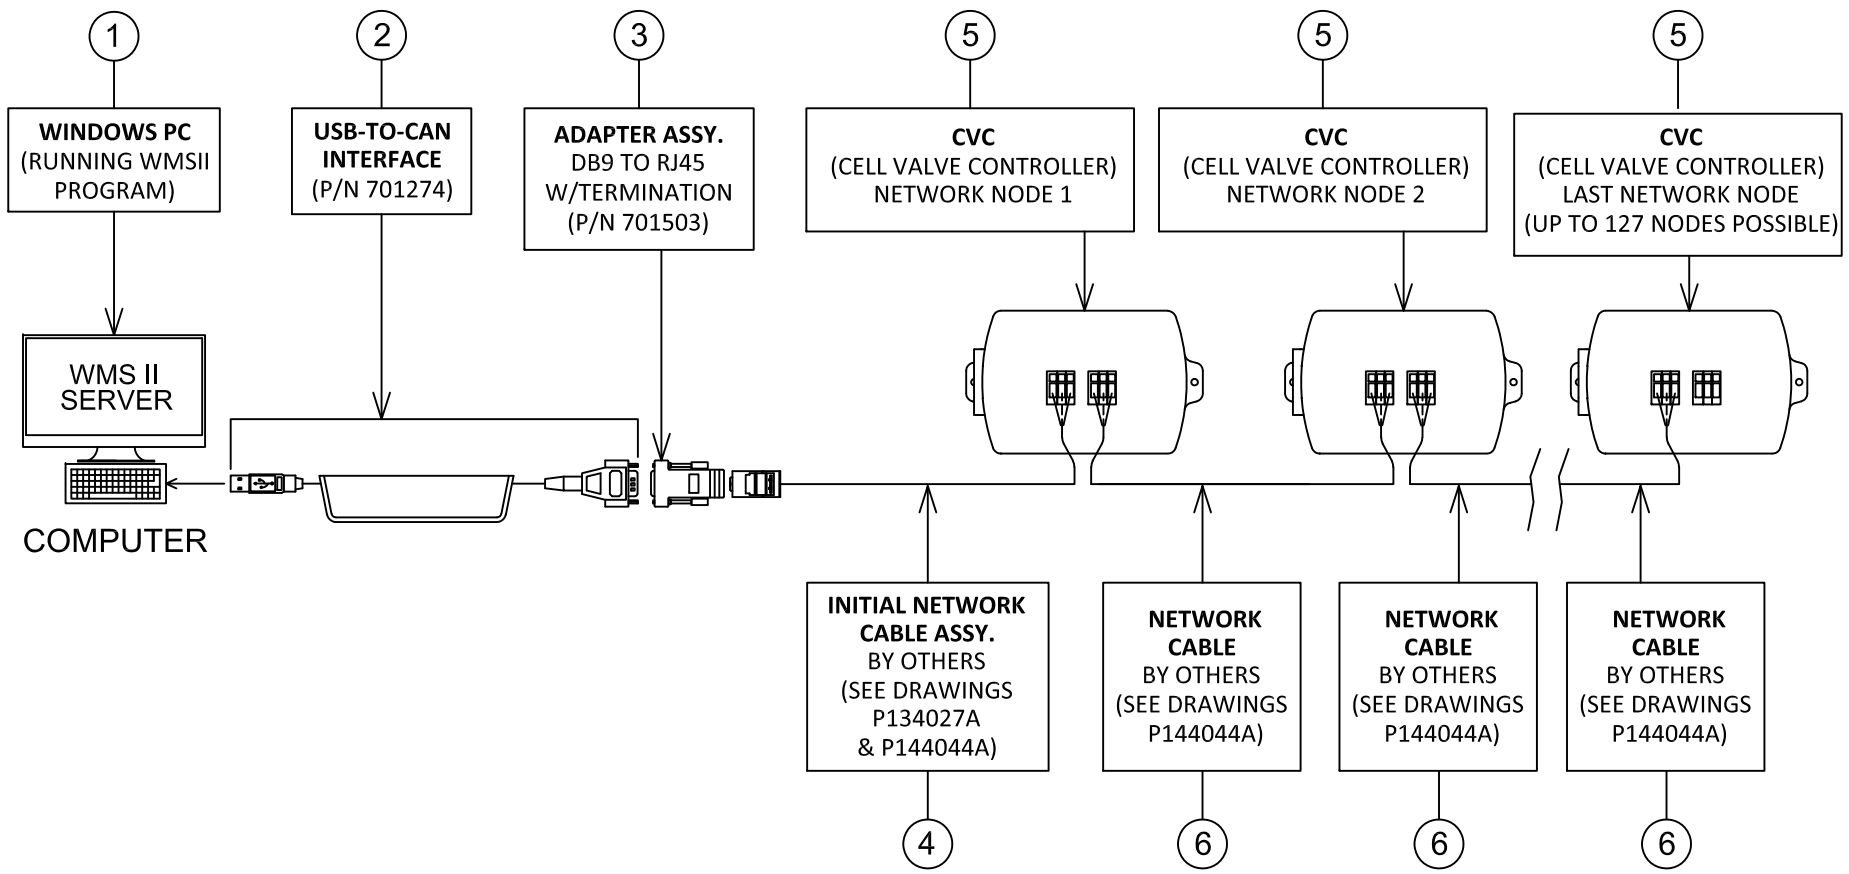 1
2
3
5
5
5
WINDOWS PC
(RUNNING WMSII
PROGRAM)
USB-TO-CAN
INTERFACE
(P/N 701274)
ADAPTER ASSY.
DB9 TO RJ45
W/TERMINATION
(P/N 701503)
CVC
(CELL VALVE CONTROLLER)
NETWORK NODE 1
CVC
(CELL VALVE CONTROLLER)
NETWORK NODE 2
CVC
(CELL VALVE CONTROLLER)
LAST NETWORK NODE
(UP TO 127 NODES POSSIBLE)
WMS II
SERVER
COMPUTER
INITIAL NETWORK
CABLE ASSY.
BY OTHERS
(SEE DRAWINGS
P134027A
& P144044A)
NETWORK
CABLE
BY OTHERS
(SEE DRAWINGS
P144044A)
NETWORK
CABLE
BY OTHERS
(SEE DRAWINGS
P144044A)
NETWORK
CABLE
BY OTHERS
(SEE DRAWINGS
P144044A)
4
6
6
6